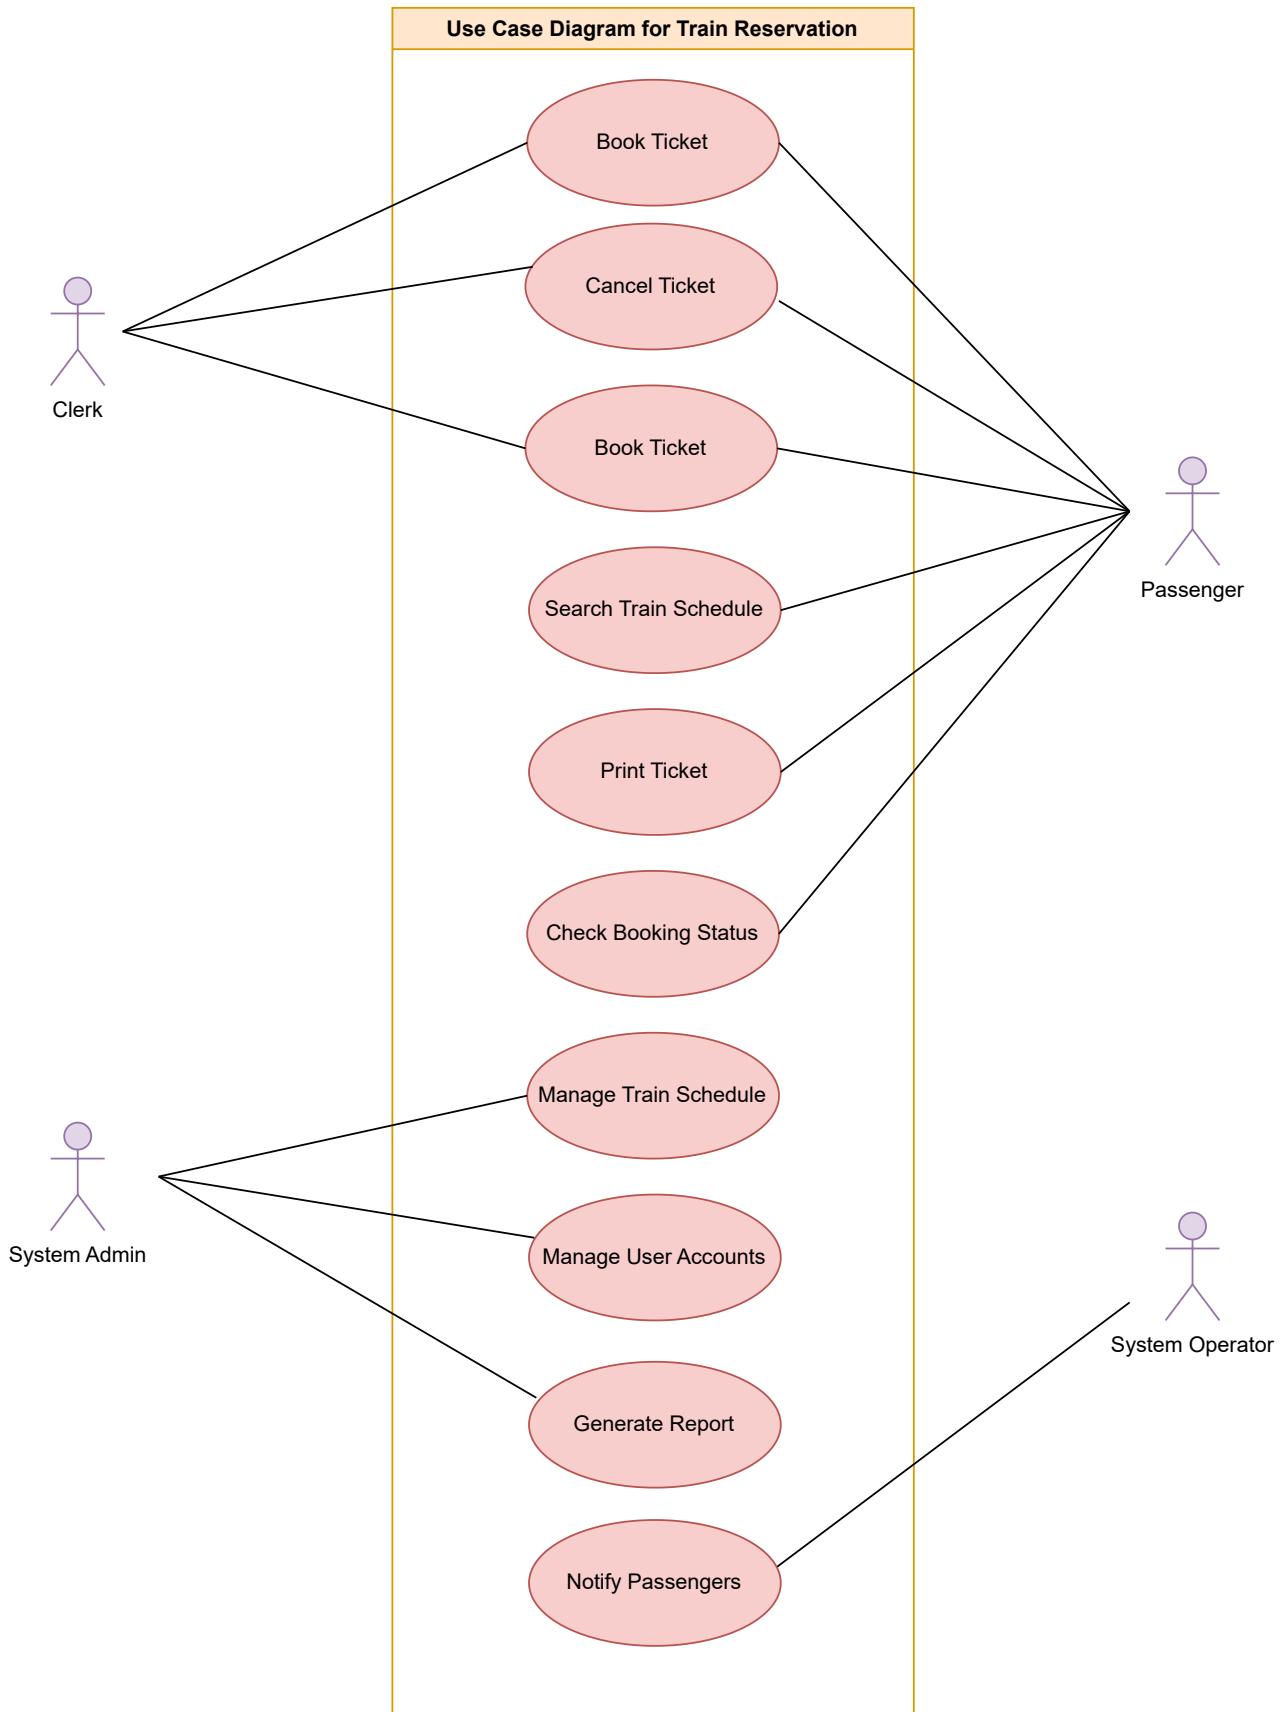 Use Case Diagram for Train Reservation
Book Ticket
Cancel Ticket
Clerk
Book Ticket
Passenger
Search Train Schedule
Print Ticket
Check Booking Status
Manage Train Schedule
System Admin
Manage User Accounts
System Operator
Generate Report
Notify Passengers